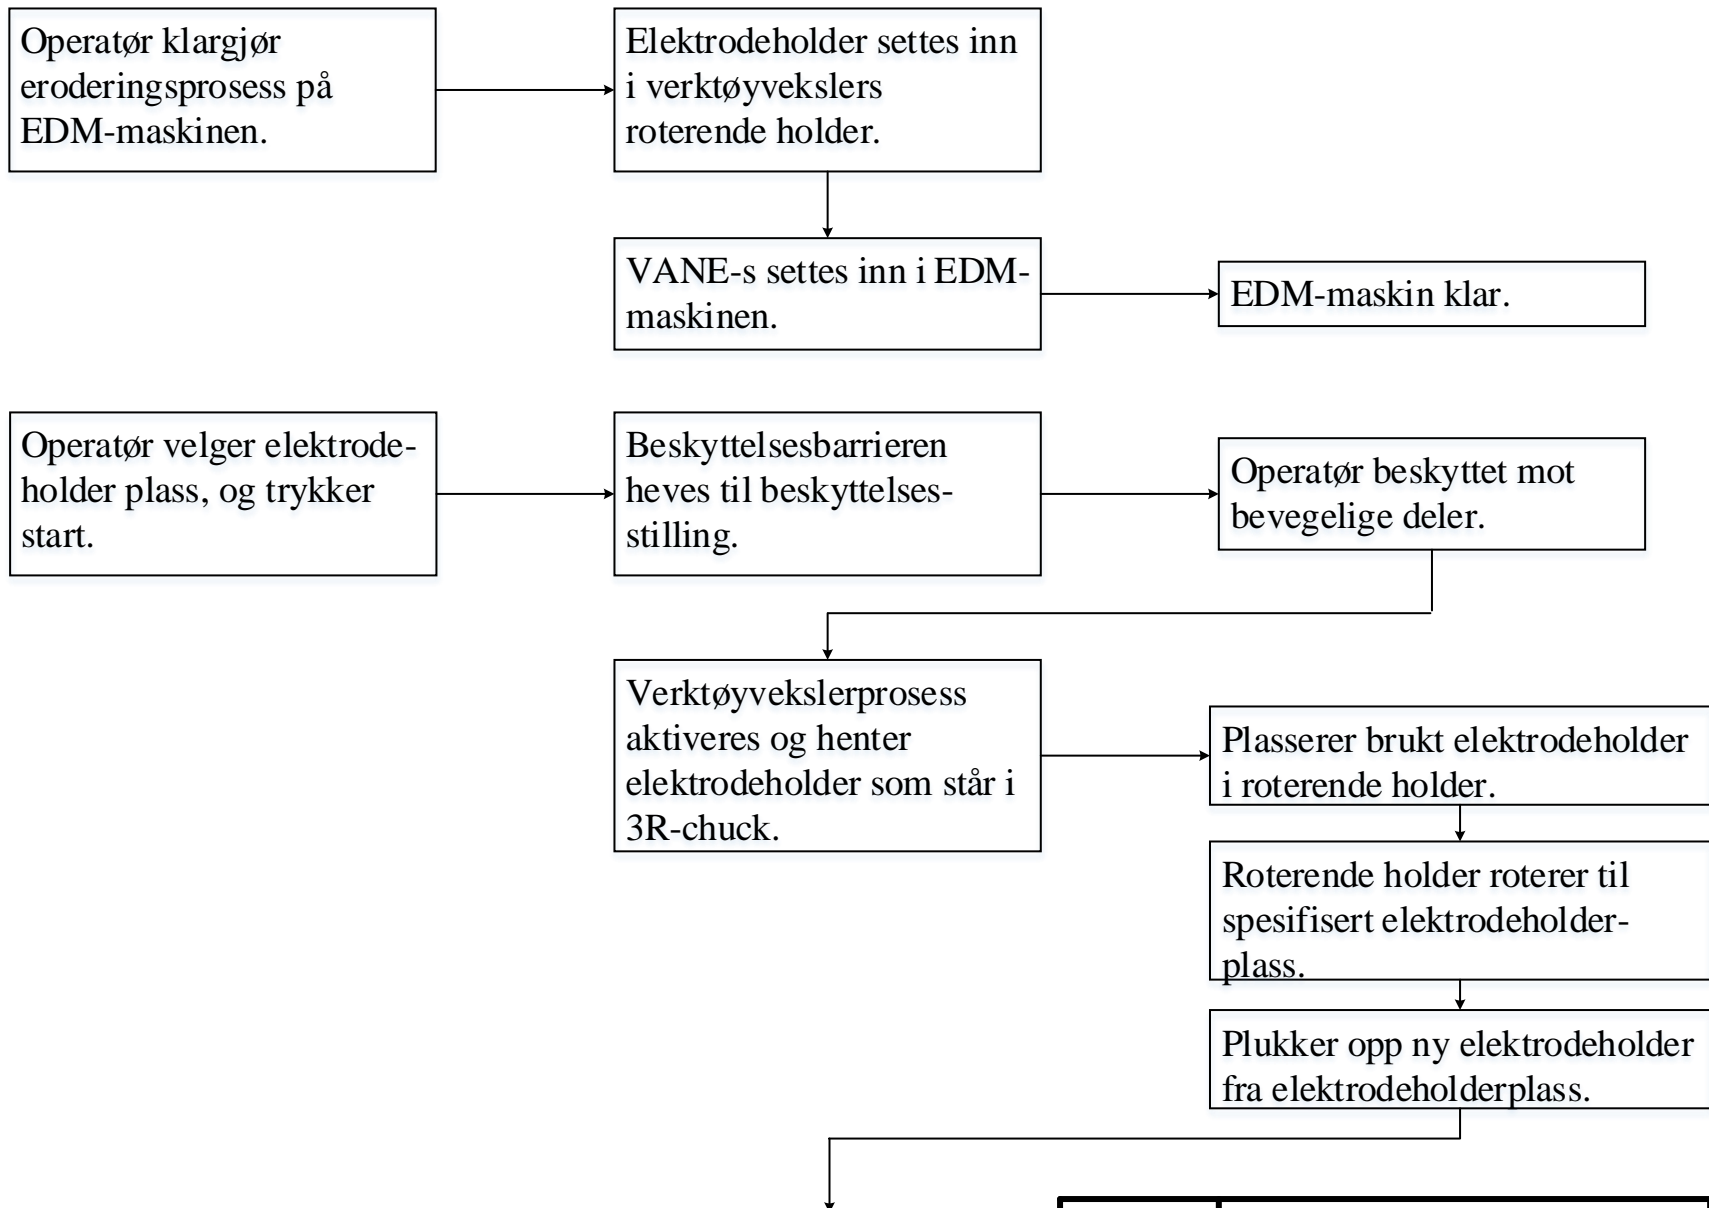 Operatør klargjør
eroderingsprosess på
EDM-maskinen.
Elektrodeholder settes inn
i verktøyvekslers
roterende holder.
VANE-s settes inn i EDM-
maskinen.
EDM-maskin klar.
Operatør velger elektrode-
holder plass, og trykker
start.
Beskyttelsesbarrieren
heves til beskyttelses-
stilling.
Operatør beskyttet mot
bevegelige deler.
Verktøyvekslerprosess
aktiveres og henter
elektrodeholder som står i
3R-chuck.
Plasserer brukt elektrodeholder
i roterende holder.
Roterende holder roterer til
spesifisert elektrodeholder-
plass.
Plukker opp ny elektrodeholder
fra elektrodeholderplass.